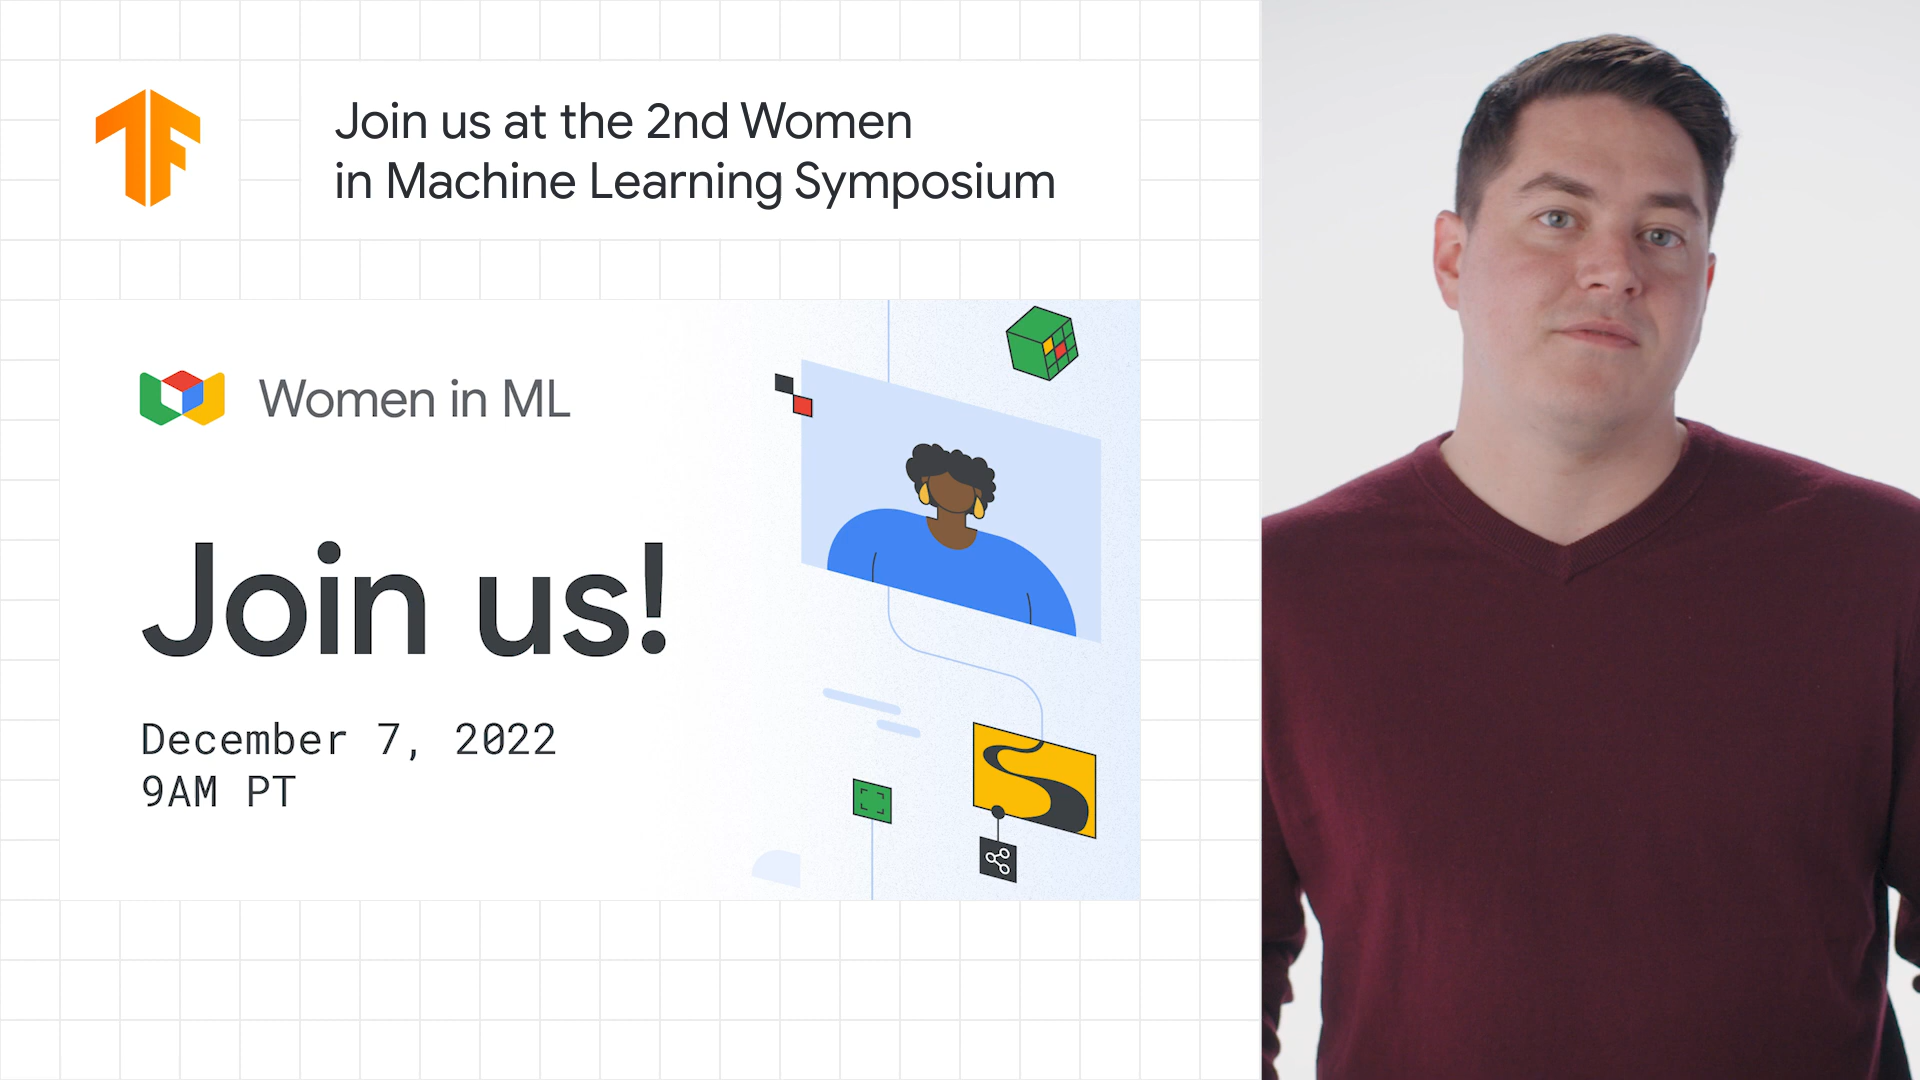 Join us at the 2nd Women
in Machine Learning Symposium
Women in ML
Join us!
December 7, 2022
9AM PT